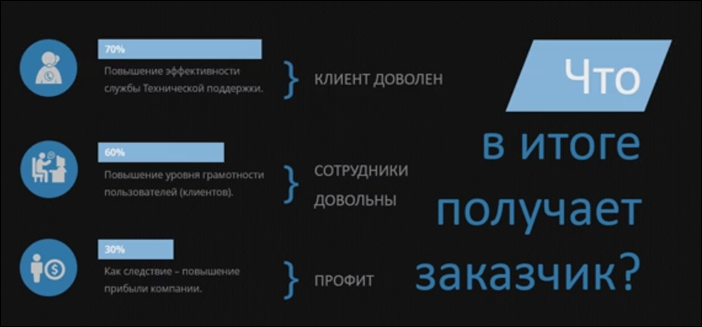 70%
Повышение эффективности
службы Технической поддержки.
КЛИЕНТ ДОВОЛЕН
60%
Повышение уровня грамотности
пользователей (клиентов).
СОТРУДНИКИ
ДОВОЛЬНЫ
30%
Как следствие – повышение
прибыли компании.
ПРОФИТ
Что
в итоге
получает
заказчик?